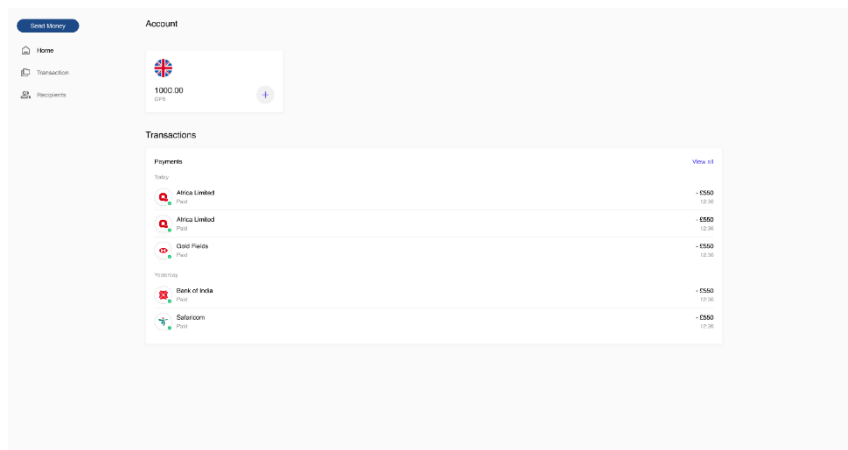 Send Money
Account
Home
Transaction
Recipients
1000.00
+
Transactions
Payments
View all
Today
Africa Limited
- £550
Paid
12:36
Africa Limited
- £550
Paid
12:36
Gold Fields
- £550
Paid
12:36
Yesterday
Bank of India
- £550
Paid
12:36
Safaricom
- £550
Paid
12:36